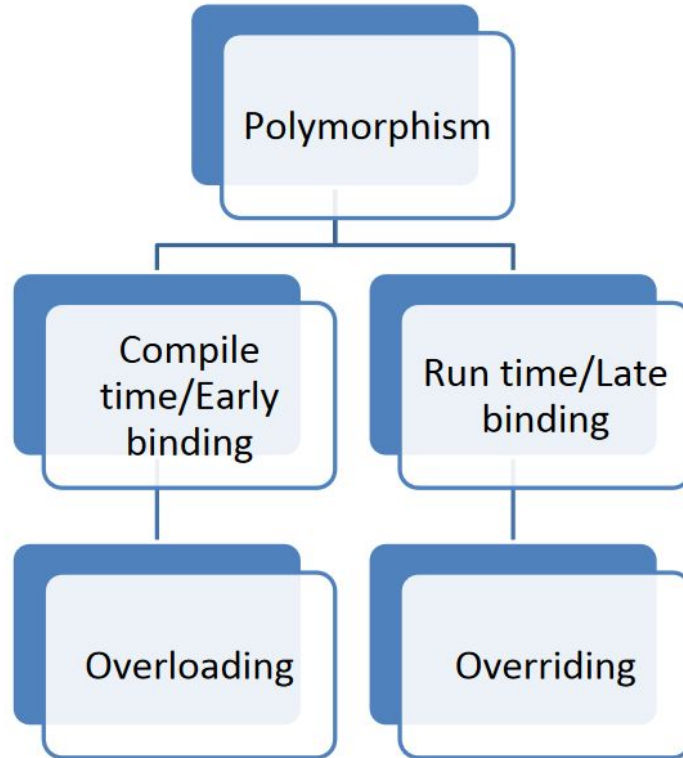 Polymorphism
Compile
time/Early
binding
Run time/Late
binding
Overloading
Overriding